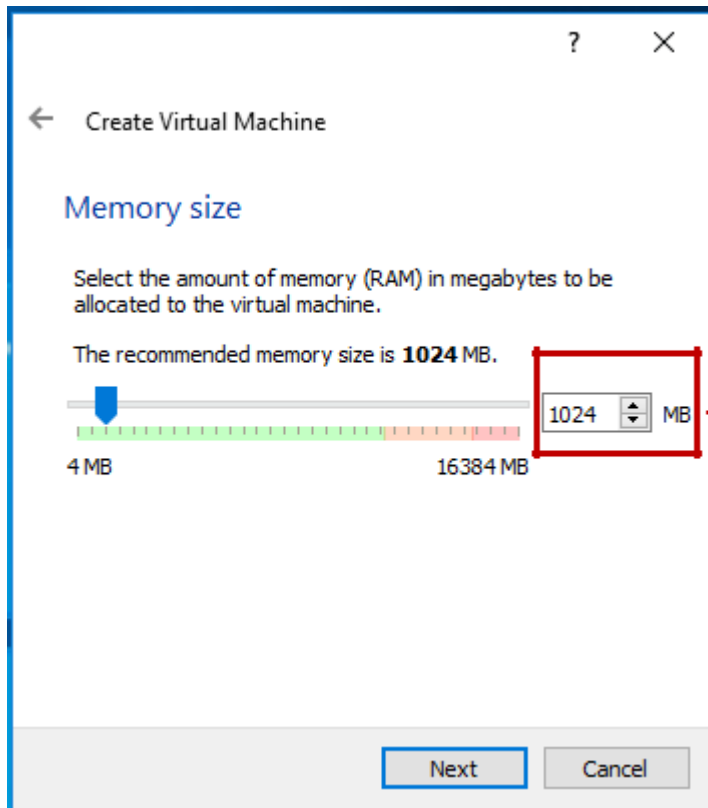 ?
Create Virtual Machine
Memory size
Select the amount of memory (RAM) in megabytes to be
allocated to the virtual machine.
The recommended memory size is 1024 MB.
1024 MB
4 MB 16384 MB
Next Cancel